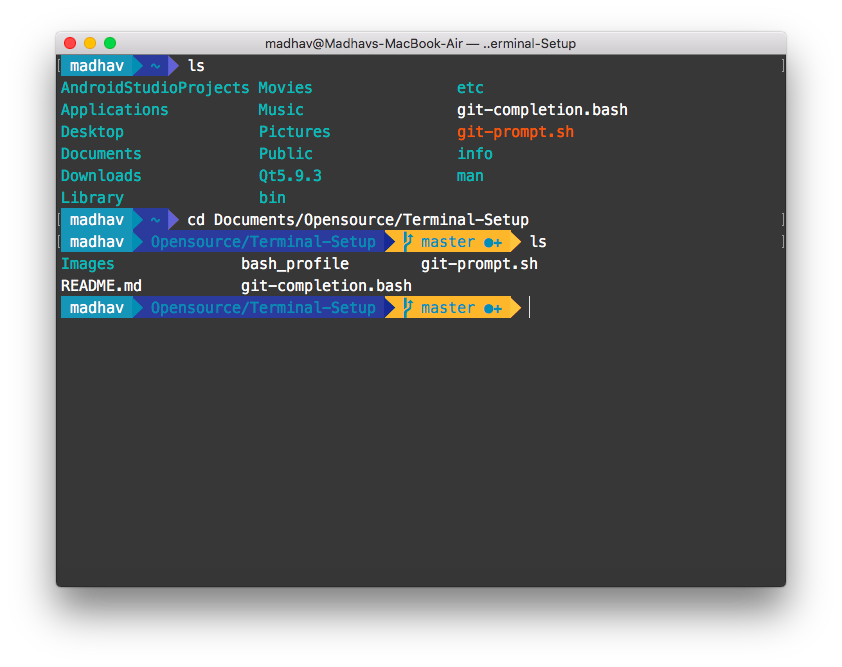 madhav@Madhavs-MacBook-Air — ..erminal-Setup
madhav ~ ls
AndroidStudioProjects Movies etc
Applications Music git-completion.bash
Desktop Pictures git-prompt.sh
Documents Public info
Downloads Qt5.9.3 man
Library bin
madhav ~ cd Documents/Opensource/Terminal-Setup
madhav Opensource/Terminal-Setup master ●+ ls
Images bash_profile git-prompt.sh
README.md git-completion.bash
madhav Opensource/Terminal-Setup master ●+